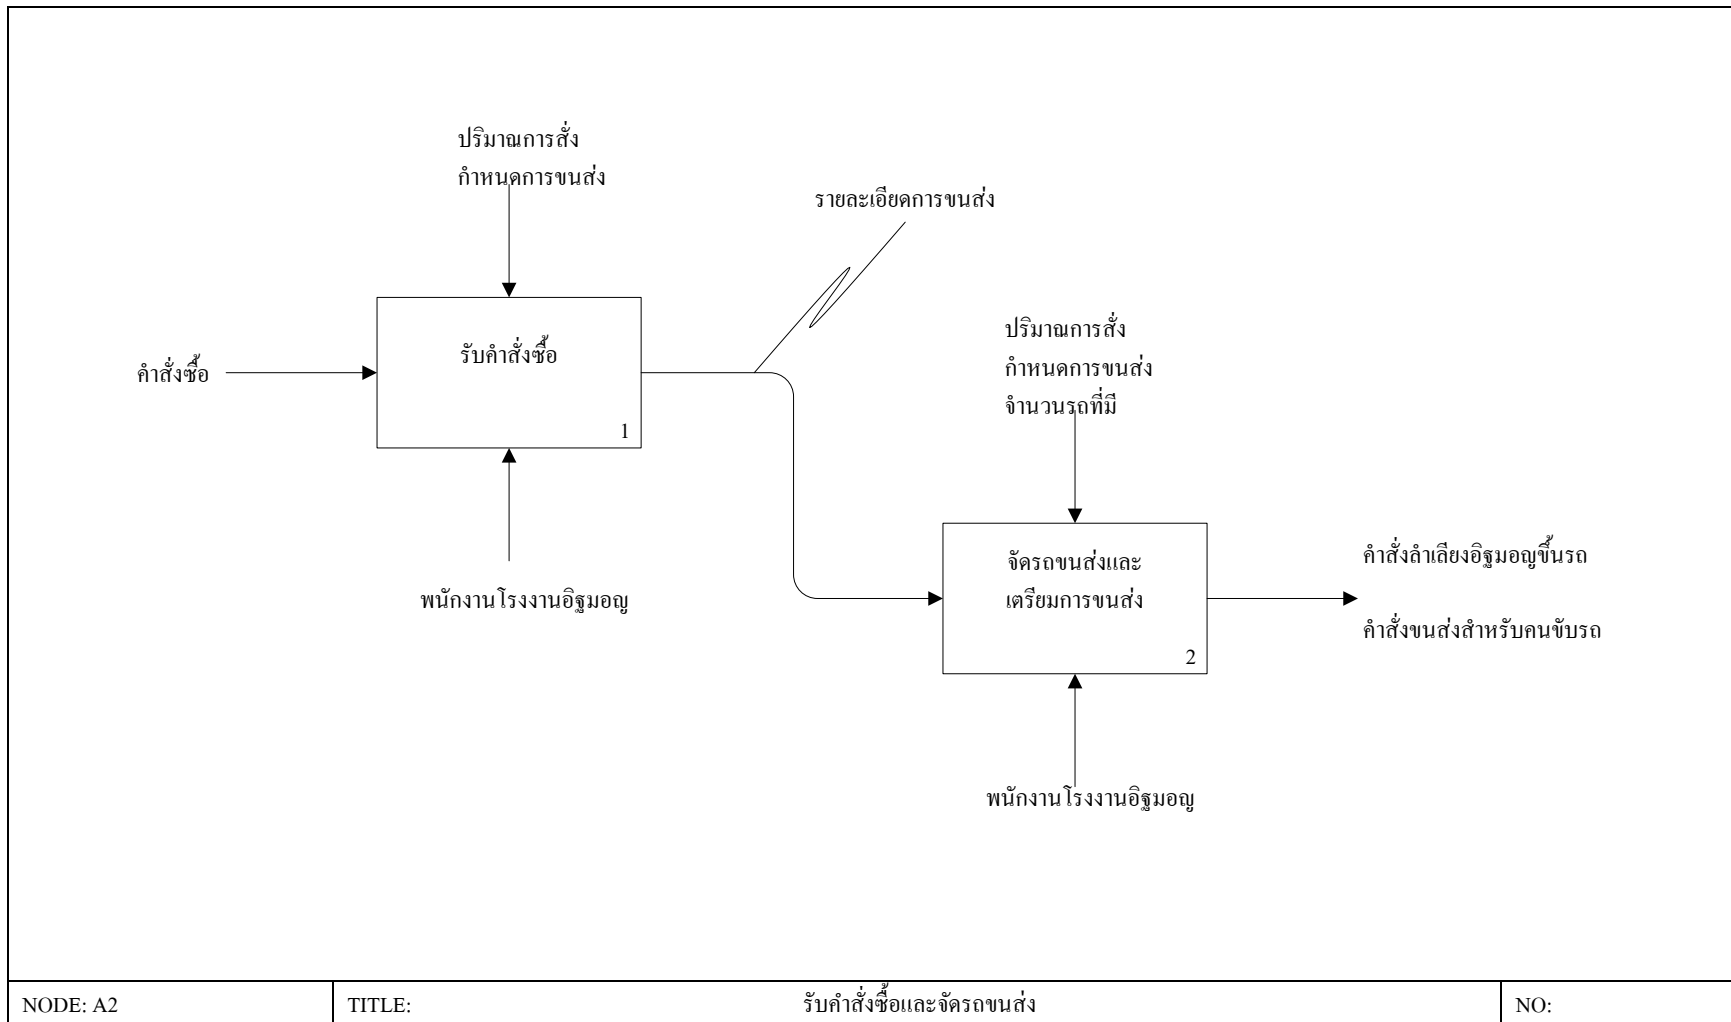 ปริมาณการสั่ง
กำหนดการขนส่ง
รายละเอียดการขนส่ง
รับคำสั่งซื้อ
คำสั่งซื้อ
1
พนักงานโรงงานอิฐมอญ
ปริมาณการสั่ง
กำหนดการขนส่ง
จำนวนรถที่มี
จัดรถขนส่งและ
เตรียมการขนส่ง
2
คำสั่งลำเลียงอิฐมอญขึ้นรถ
คำสั่งขนส่งสำหรับคนขับรถ
พนักงานโรงงานอิฐมอญ
NODE: A2
TITLE:
รับคำสั่งซื้อและจัดรถขนส่ง
NO: